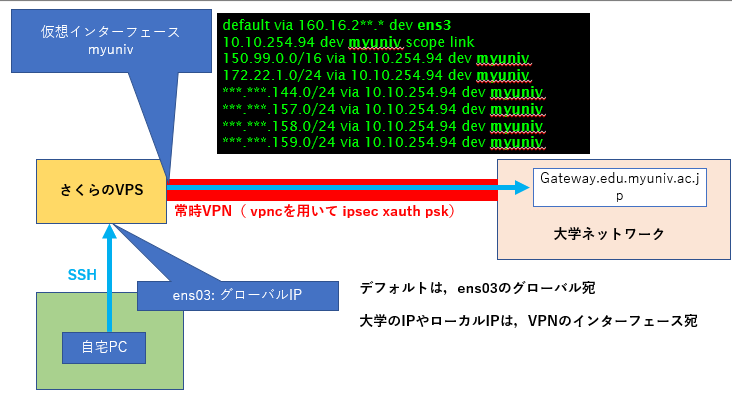 仮想インターフェース
myuniv
default via 160.16.2**.* dev ens3
10.10.254.94 dev myuniv scope link
150.99.0.0/16 via 10.10.254.94 dev myuniv
172.22.1.0/24 via 10.10.254.94 dev myuniv
***.***.144.0/24 via 10.10.254.94 dev myuniv
***.***.157.0/24 via 10.10.254.94 dev myuniv
***.***.158.0/24 via 10.10.254.94 dev myuniv
***.***.159.0/24 via 10.10.254.94 dev myuniv
さくらのVPS
Gateway.edu.myuniv.ac.j
p
常時VPN（ vpncを用いて ipsec xauth psk）
大学ネットワーク
SSH
ens03: グローバルIP
デフォルトは，ens03のグローバル宛
大学のIPやローカルIPは，VPNのインターフェース宛
自宅PC